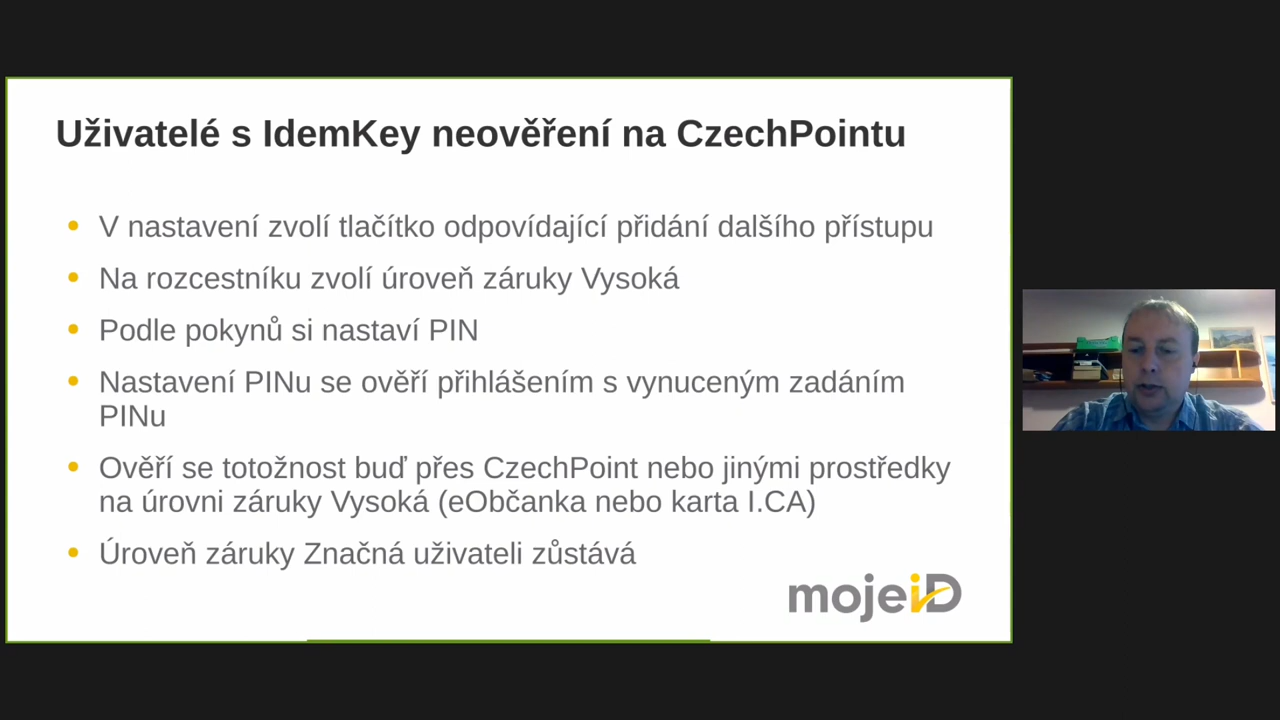 Uživatelé s IdemKey neověření na CzechPointu
V nastavení zvolí tlačítko odpovídající přidání dalšího přístupu
Na rozcestníku zvolí úroveň záruky Vysoká
Podle pokynů si nastaví PIN
Nastavení PINu se ověří přihlášením s vynuceným zadáním
PINu
Ověří se totožnost buď přes CzechPoint nebo jinými prostředky
na úrovni záruky Vysoká (eObčanka nebo karta I.CA)
Úroveň záruky Značná uživateli zůstává
mojeiD